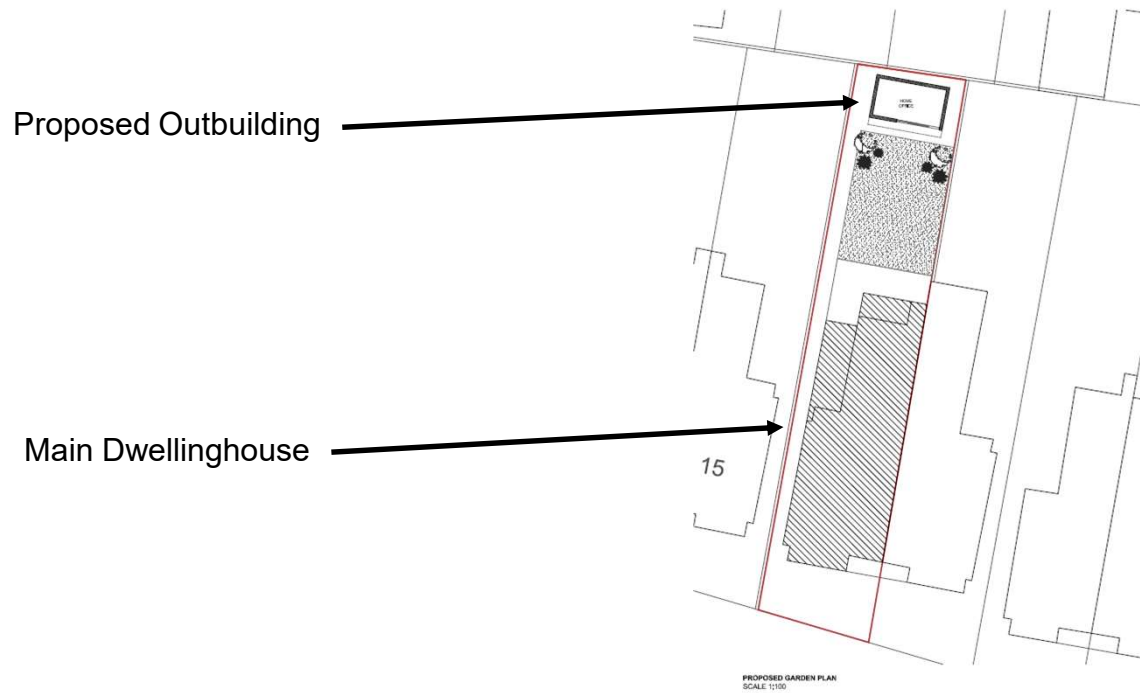 Proposed Outbuilding
HOME
OFFICE
Main Dwellinghouse
15
PROPOSED GARDEN PLAN
SCALE 1:100